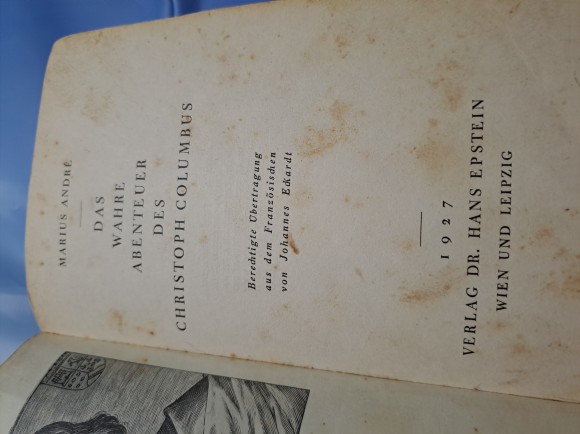 MARIUS ANDRÉ
DAS
WAHRE
ABENTEUER
DES
CHRISTOPH COLUMBUS
Berechtigte Übertragung
aus dem Französischen
von Johannes Eckardt
1927
VERLAG DR. HANS EPSTEIN
WIEN UND LEIPZIG